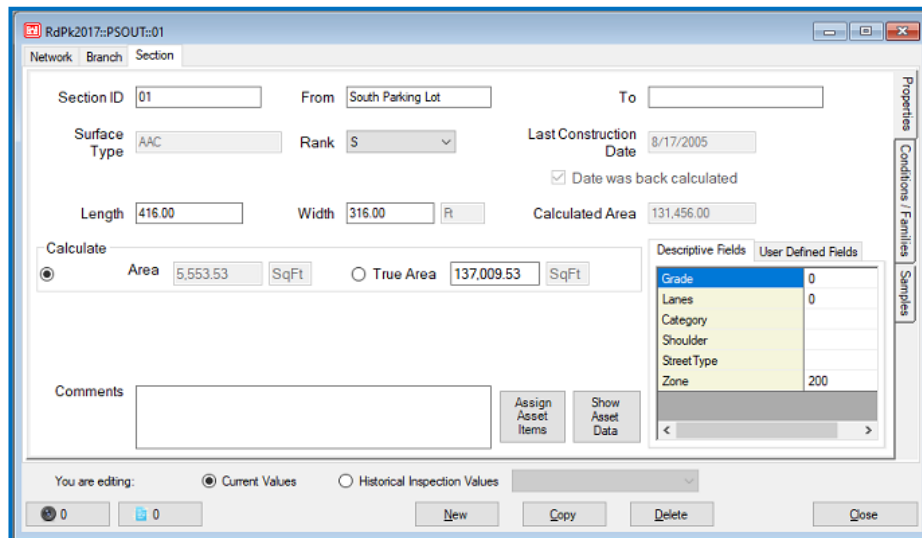 RdPk2017::PSOUT::01
Network Branch Section
Section ID 01 From South Parking Lot To
Surface Type AAC Rank S Last Construction Date 8/17/2005
Date was back calculated
Length 416.00 Width 316.00 Ft Calculated Area 131,456.00
Calculate
Area 5,553.53 SqFt True Area 137,009.53 SqFt
Descriptive Fields User Defined Fields
Grade 0
Lanes 0
Category
Shoulder
StreetType
Zone 200
Comments
Assign Asset Items
Show Asset Data
Properties
Conditions / Families
Samples
You are editing: Current Values Historical Inspection Values
0 0 New Copy Delete Close